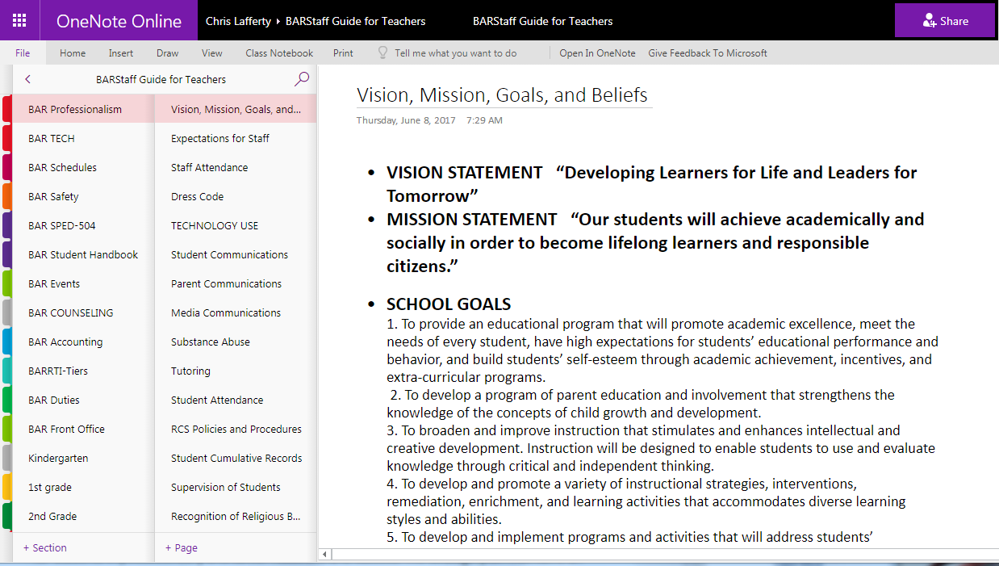 OneNote Online
Chris Lafferty ▸ BARStaff Guide for Teachers
BARStaff Guide for Teachers
Share
File Home Insert Draw View Class Notebook Print Tell me what you want to do Open In OneNote Give Feedback To Microsoft
BARStaff Guide for Teachers
BAR Professionalism
BAR TECH
BAR Schedules
BAR Safety
BAR SPED-504
BAR Student Handbook
BAR Events
BAR COUNSELING
BAR Accounting
BARRTI-Tiers
BAR Duties
BAR Front Office
Kindergarten
1st grade
2nd Grade
+ Section
Vision, Mission, Goals, and...
Expectations for Staff
Staff Attendance
Dress Code
TECHNOLOGY USE
Student Communications
Parent Communications
Media Communications
Substance Abuse
Tutoring
Student Attendance
RCS Policies and Procedures
Student Cumulative Records
Supervision of Students
Recognition of Religious B...
+ Page
Vision, Mission, Goals, and Beliefs
Thursday, June 8, 2017 7:29 AM
• VISION STATEMENT “Developing Learners for Life and Leaders for
Tomorrow”
• MISSION STATEMENT “Our students will achieve academically and
socially in order to become lifelong learners and responsible
citizens.”
• SCHOOL GOALS
1. To provide an educational program that will promote academic excellence, meet the
needs of every student, have high expectations for students’ educational performance and
behavior, and build students’ self-esteem through academic achievement, incentives, and
extra-curricular programs.
2. To develop a program of parent education and involvement that strengthens the
knowledge of the concepts of child growth and development.
3. To broaden and improve instruction that stimulates and enhances intellectual and
creative development. Instruction will be designed to enable students to use and evaluate
knowledge through critical and independent thinking.
4. To develop and promote a variety of instructional strategies, interventions,
remediation, enrichment, and learning activities that accommodates diverse learning
styles and abilities.
5. To develop and implement programs and activities that will address students’